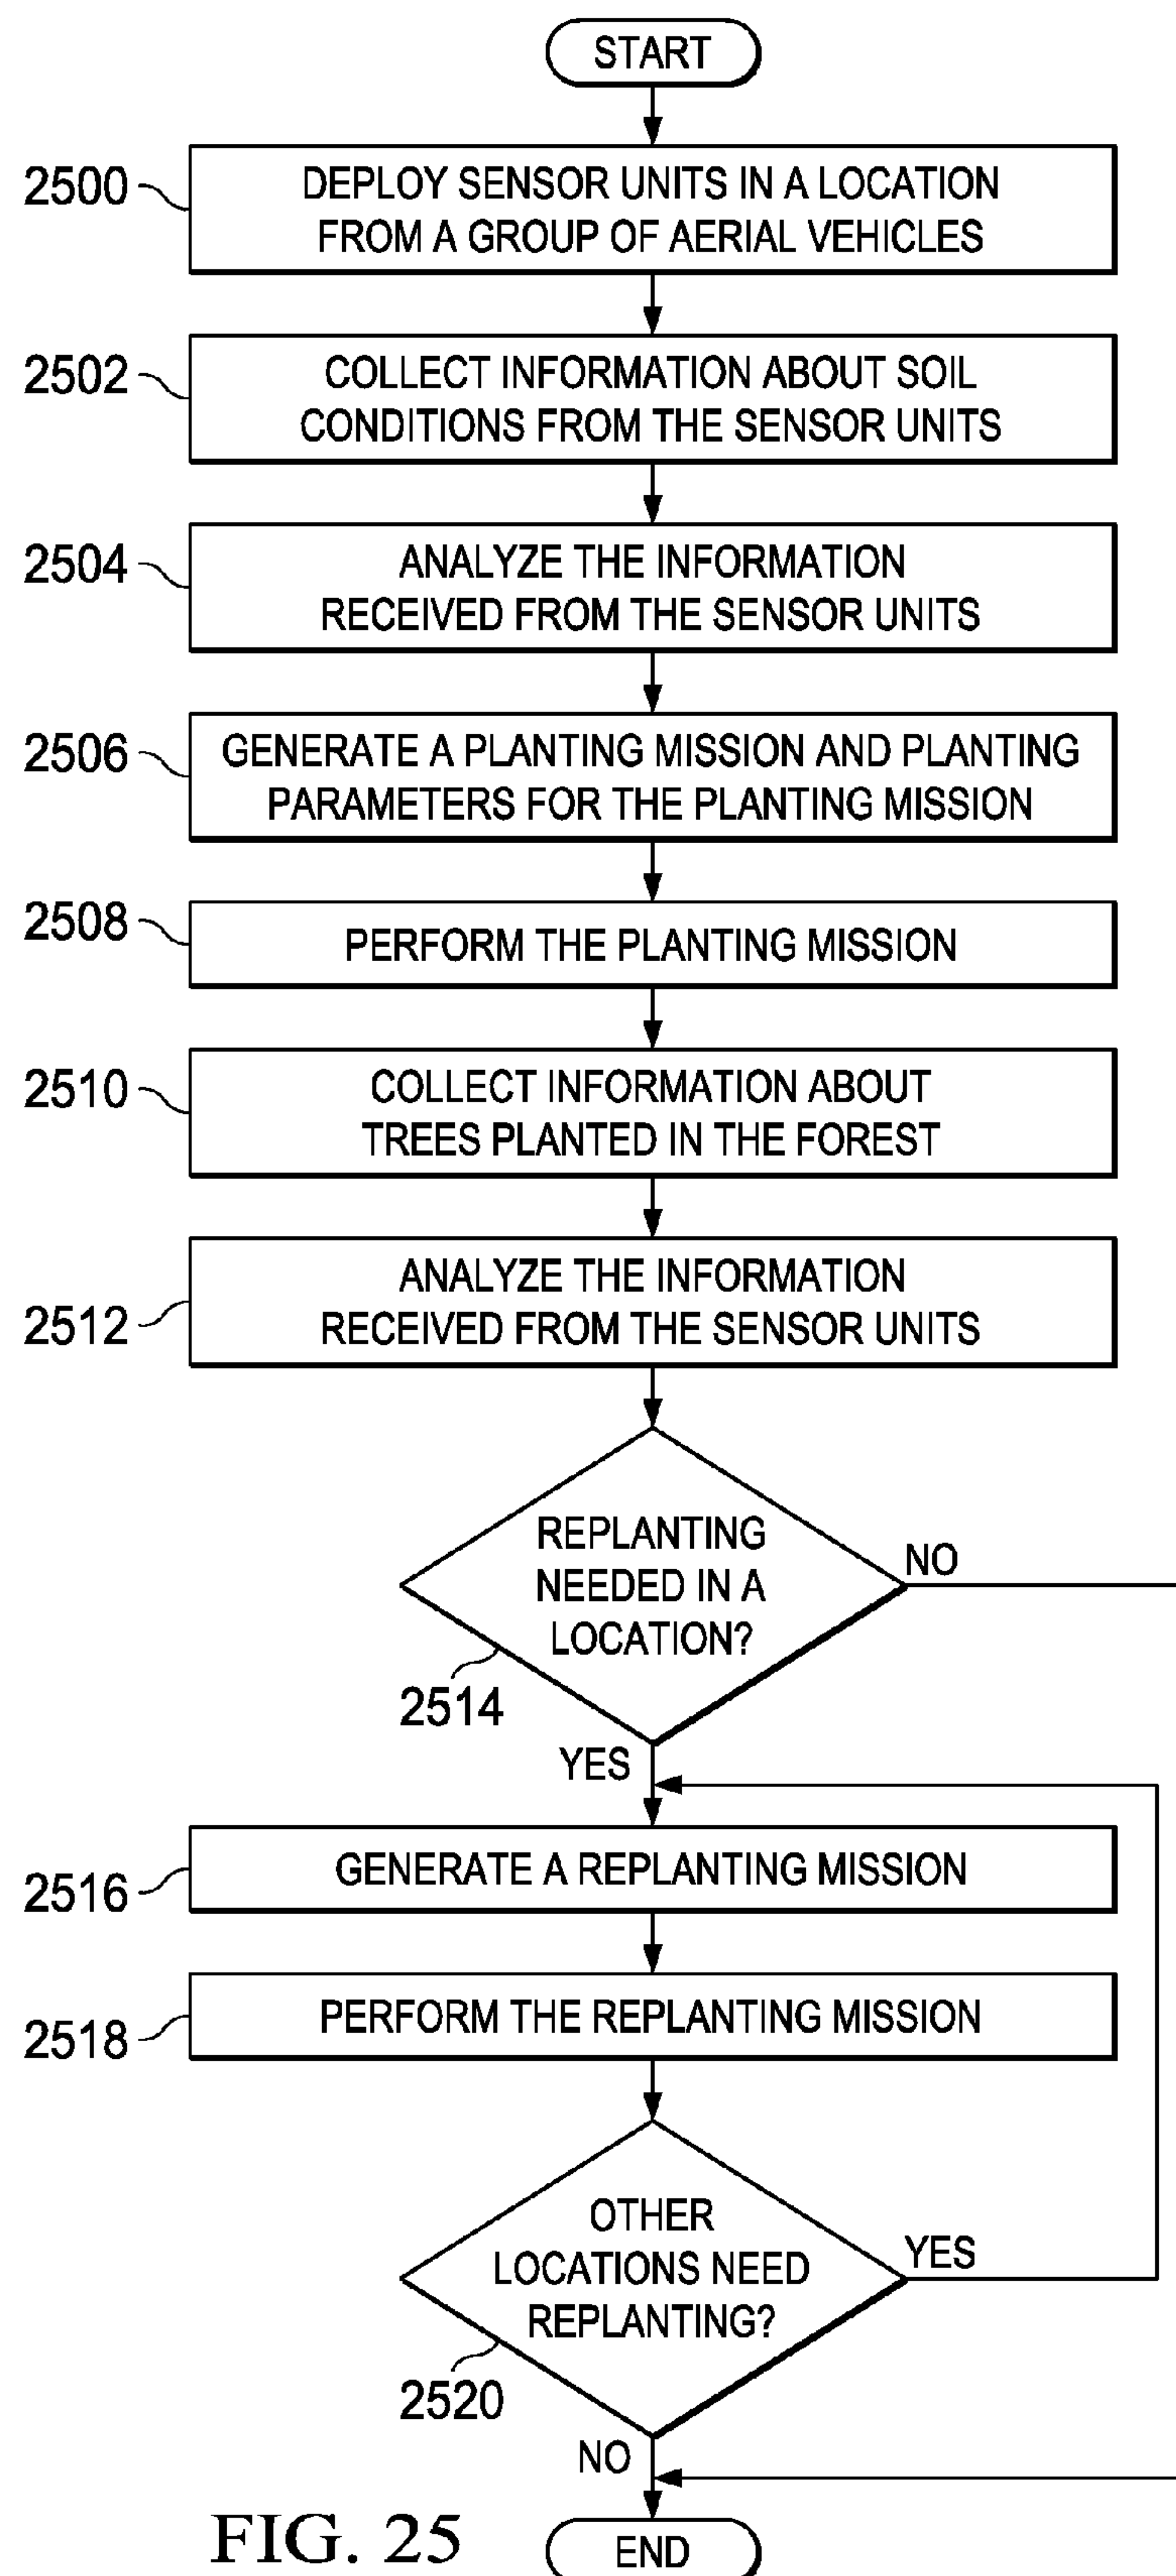 START
2500
DEPLOY SENSOR UNITS IN A LOCATION
FROM A GROUP OF AERIAL VEHICLES
2502
COLLECT INFORMATION ABOUT SOIL
CONDITIONS FROM THE SENSOR UNITS
2504
ANALYZE THE INFORMATION
RECEIVED FROM THE SENSOR UNITS
2506
GENERATE A PLANTING MISSION AND PLANTING
PARAMETERS FOR THE PLANTING MISSION
2508
PERFORM THE PLANTING MISSION
2510
COLLECT INFORMATION ABOUT
TREES PLANTED IN THE FOREST
2512
ANALYZE THE INFORMATION
RECEIVED FROM THE SENSOR UNITS
REPLANTING
NEEDED IN A
LOCATION?
NO
2514
YES
2516
GENERATE A REPLANTING MISSION
2518
PERFORM THE REPLANTING MISSION
OTHER
LOCATIONS NEED
REPLANTING?
YES
2520
NO
FIG. 25
END